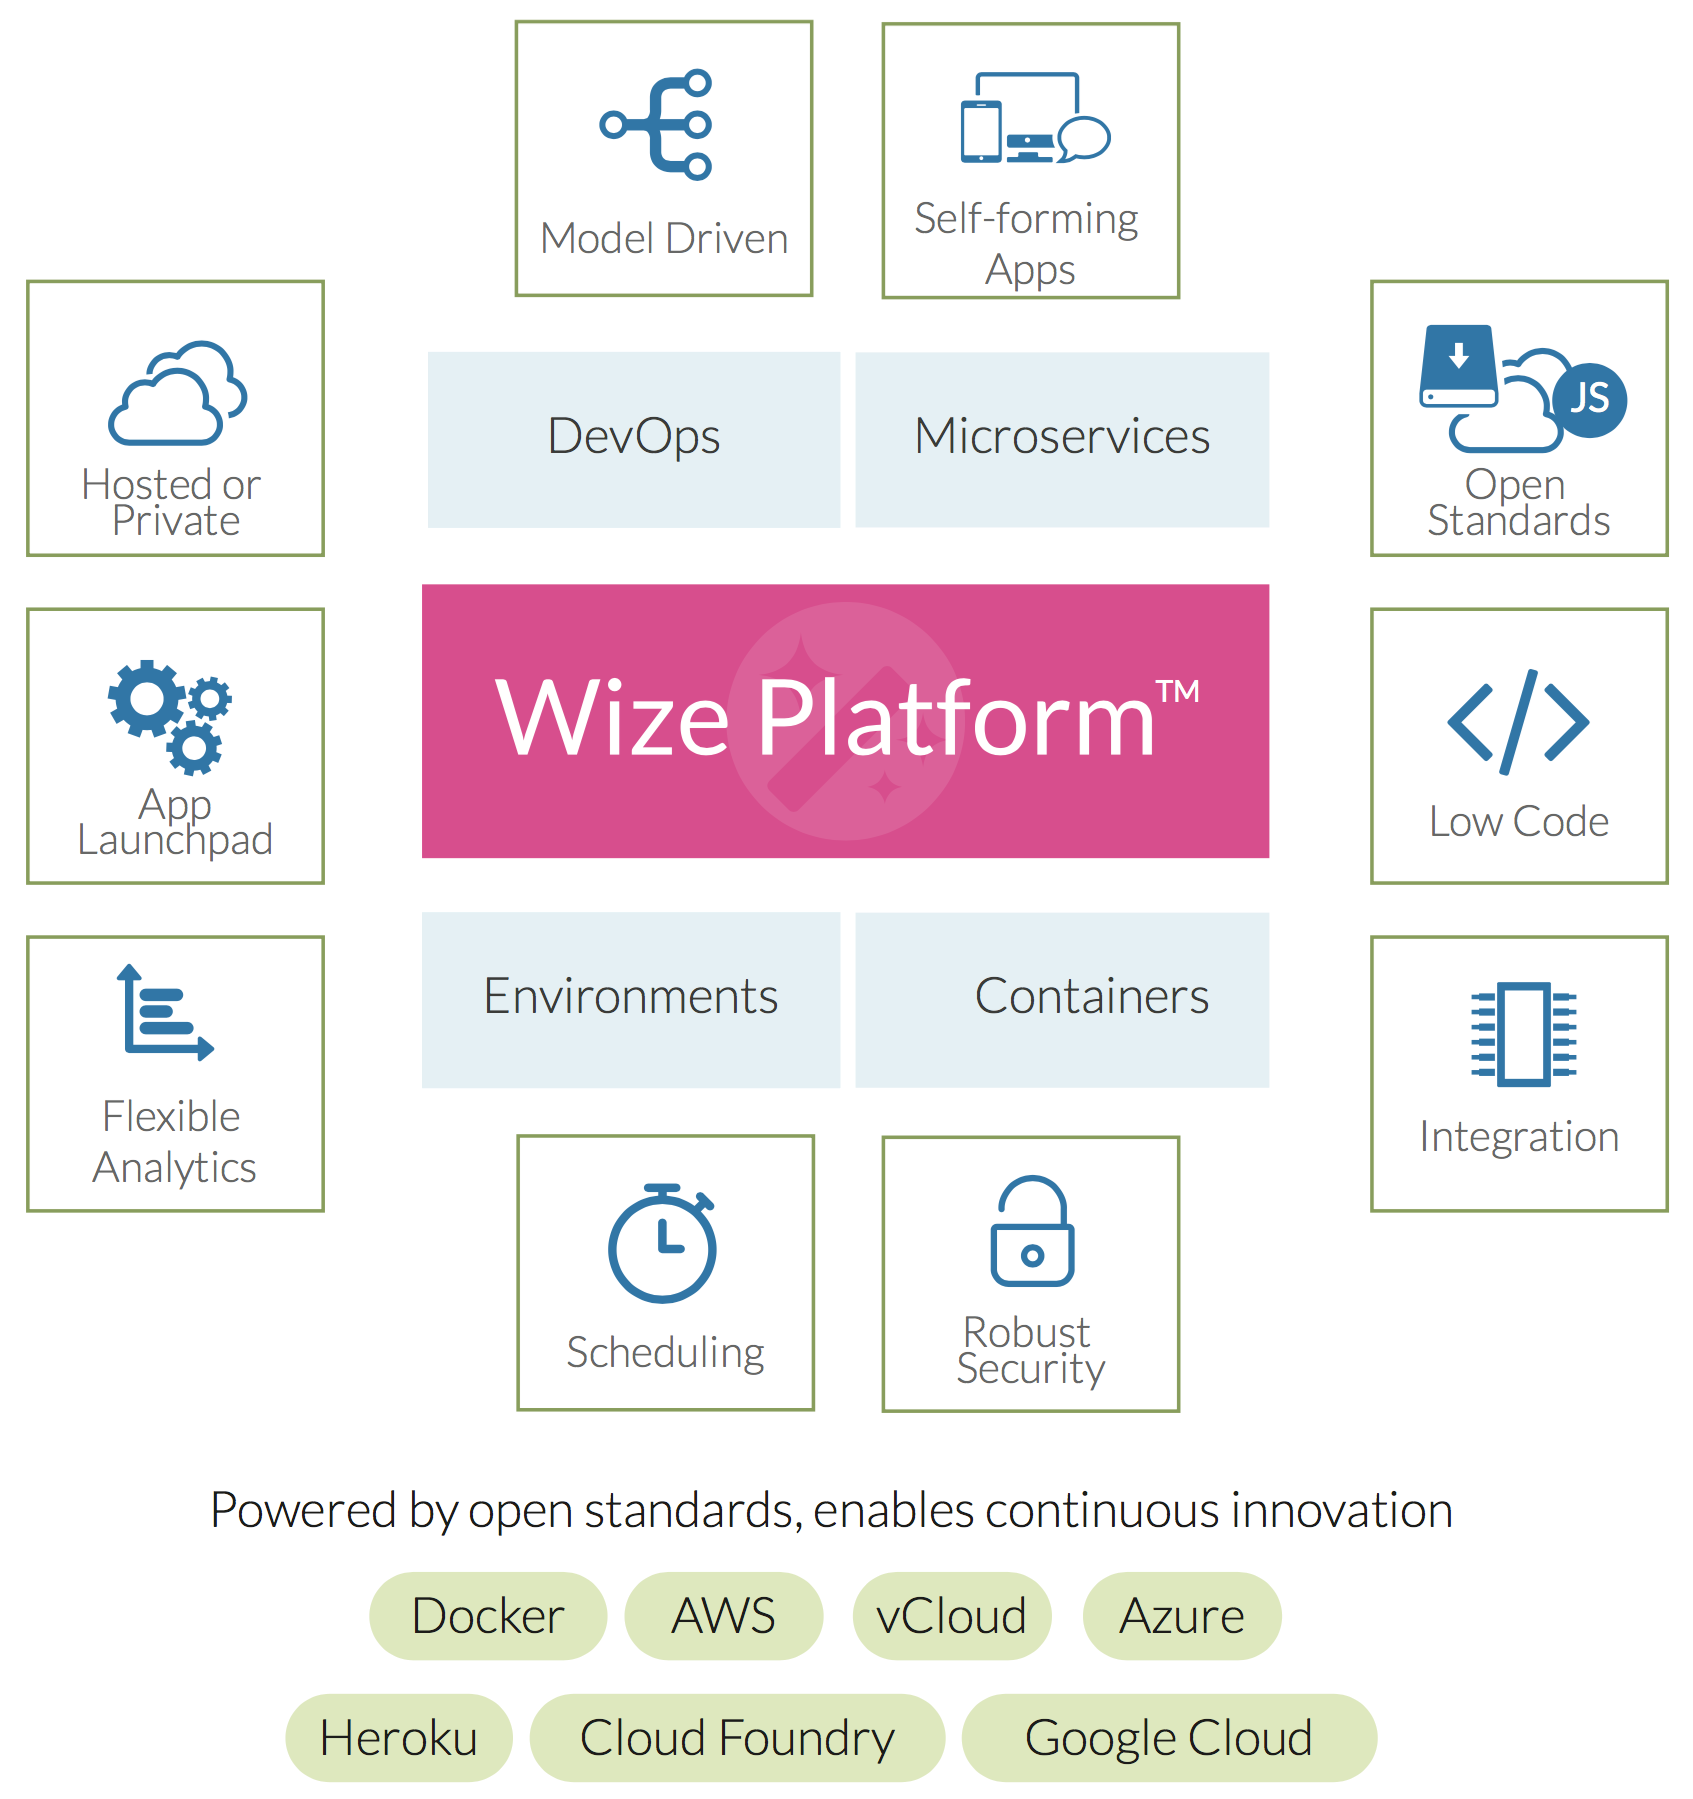 Model Driven
Self-forming
Apps
Hosted or
Private
DevOps
Microservices
JS
Open
Standards
App
Launchpad
Wize Platform™
Low Code
Flexible
Analytics
Environments
Containers
Integration
Scheduling
Robust
Security
Powered by open standards, enables continuous innovation
Docker
AWS
vCloud
Azure
Heroku
Cloud Foundry
Google Cloud